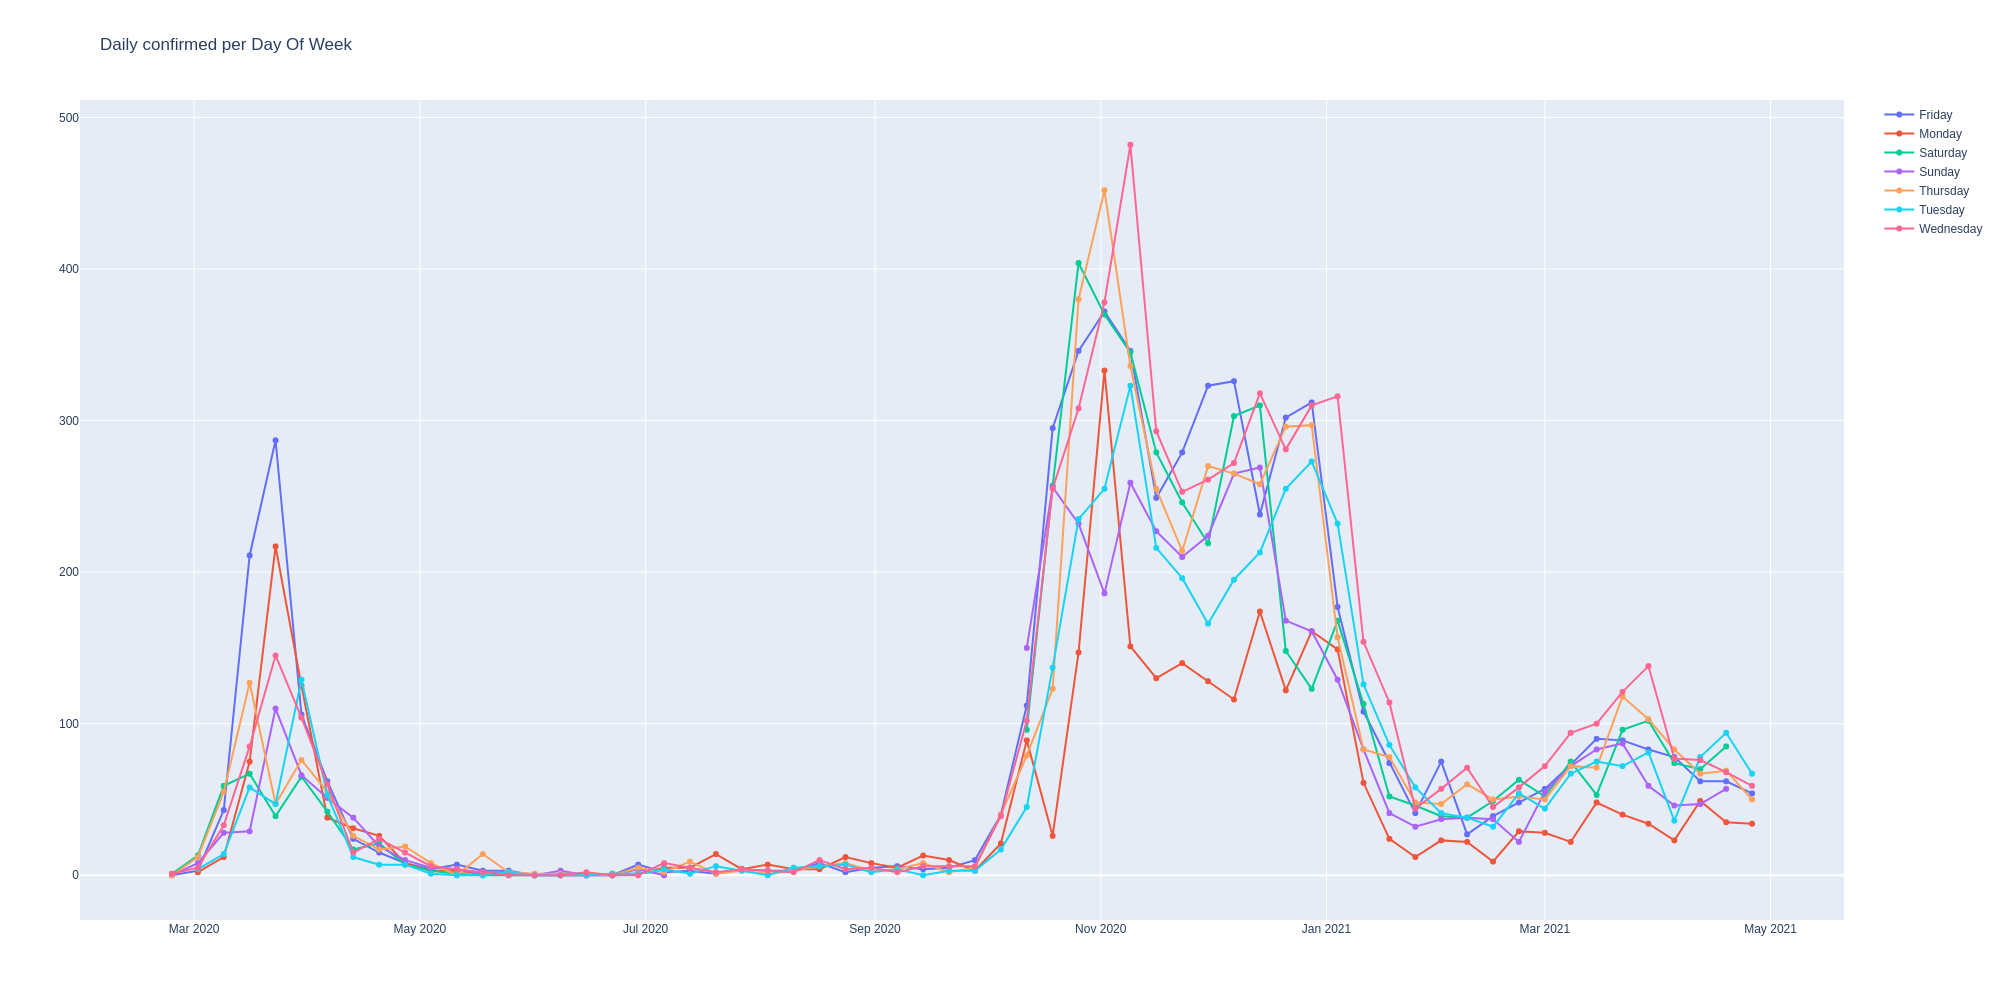 Daily confirmed per Day Of Week
500
400
300
200
100
0
Mar 2020
May 2020
Jul 2020
Sep 2020
Nov 2020
Jan 2021
Mar 2021
May 2021
Friday
Monday
Saturday
Sunday
Thursday
Tuesday
Wednesday